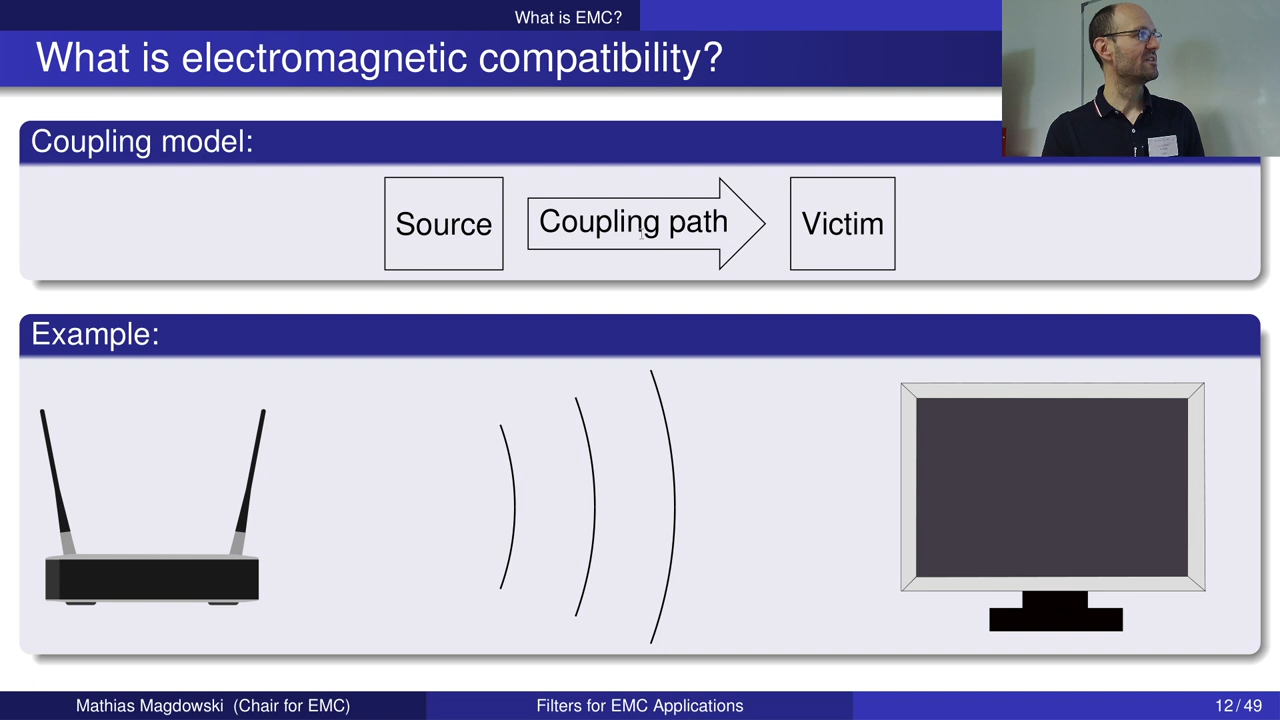 What is EMC?
What is electromagnetic compatibility?
Coupling model:
Source
Coupling path
Victim
Example:
Mathias Magdowski (Chair for EMC)
Filters for EMC Applications
12 / 49